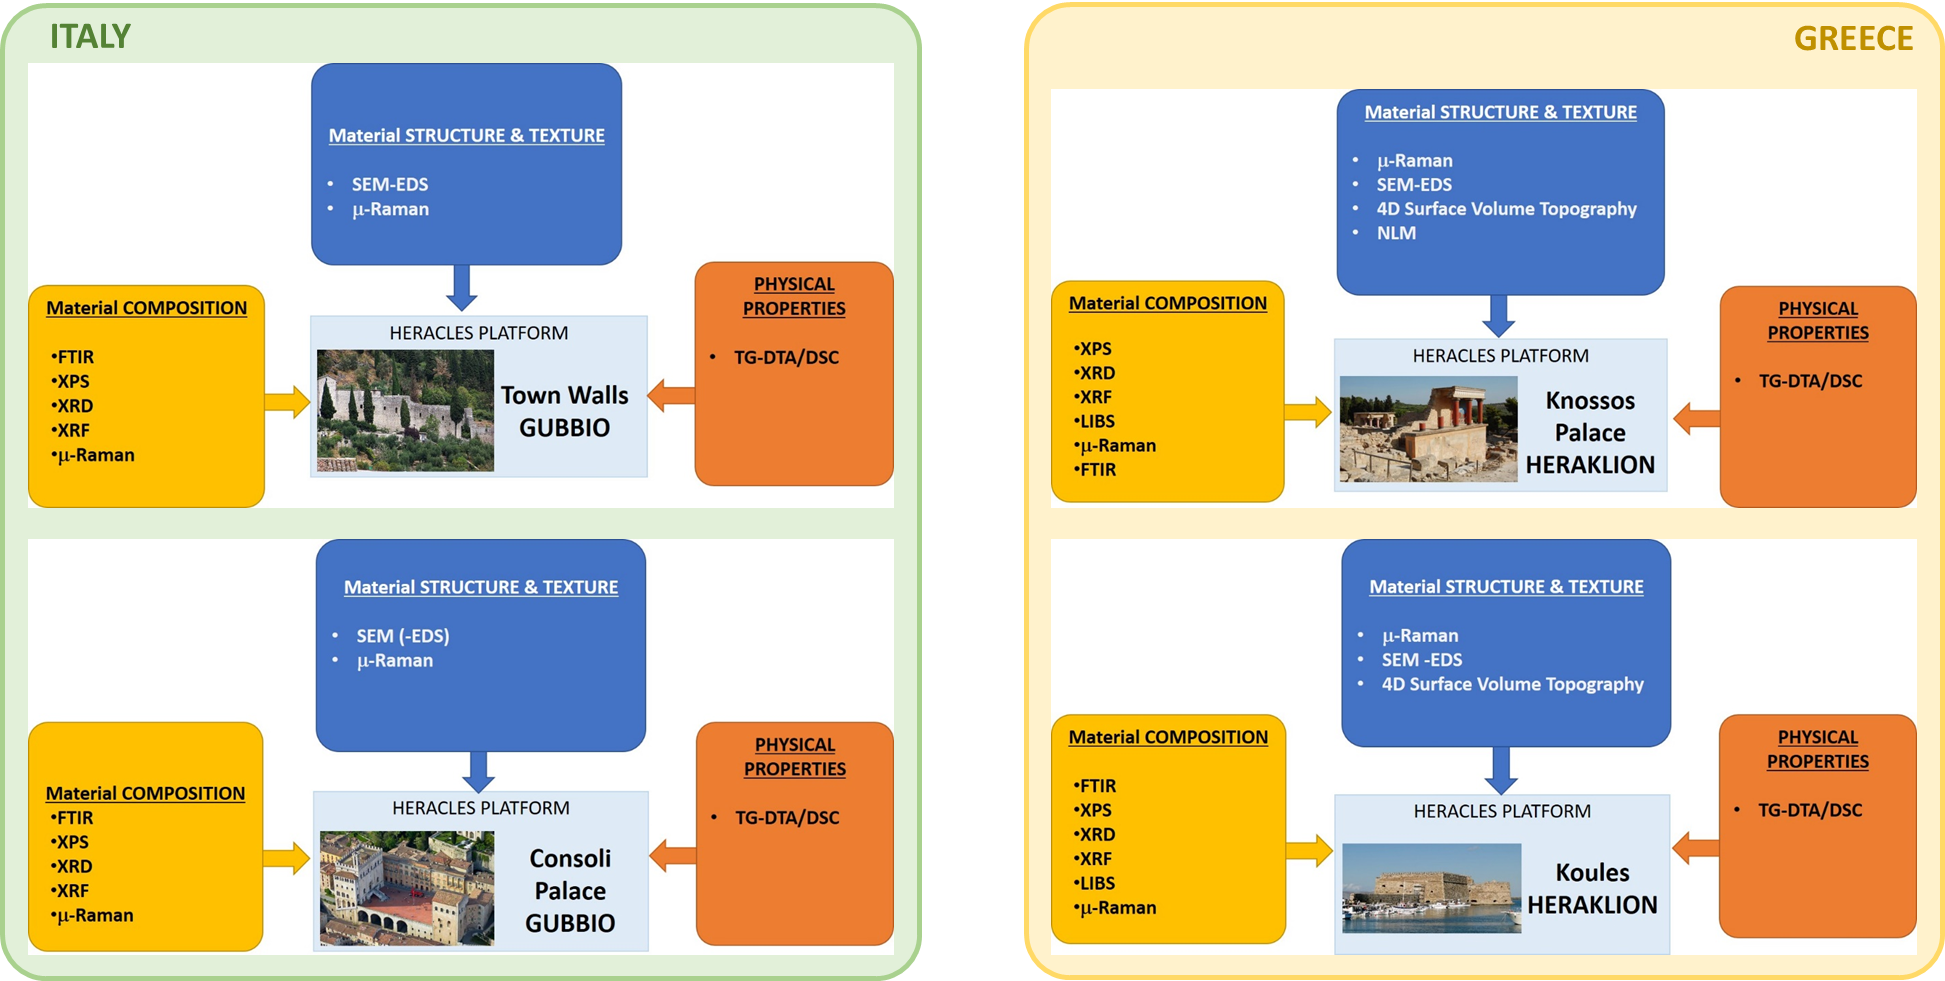 ITALY
Material STRUCTURE & TEXTURE
• SEM-EDS
• μ-Raman
Material COMPOSITION
•FTIR
•XPS
•XRD
•XRF
•μ-Raman
HERACLES PLATFORM
Town Walls
GUBBIO
PHYSICAL
PROPERTIES
• TG-DTA/DSC
Material STRUCTURE & TEXTURE
• SEM (-EDS)
• μ-Raman
Material COMPOSITION
•FTIR
•XPS
•XRD
•XRF
•μ-Raman
HERACLES PLATFORM
Consoli
Palace
GUBBIO
PHYSICAL
PROPERTIES
• TG-DTA/DSC
GREECE
Material STRUCTURE & TEXTURE
• μ-Raman
• SEM-EDS
• 4D Surface Volume Topography
• NLM
Material COMPOSITION
•XPS
•XRD
•XRF
•LIBS
•μ-Raman
•FTIR
HERACLES PLATFORM
Knossos
Palace
HERAKLION
PHYSICAL
PROPERTIES
• TG-DTA/DSC
Material STRUCTURE & TEXTURE
• μ-Raman
• SEM -EDS
• 4D Surface Volume Topography
Material COMPOSITION
•FTIR
•XPS
•XRD
•XRF
•LIBS
•μ-Raman
HERACLES PLATFORM
Koules
HERAKLION
PHYSICAL
PROPERTIES
• TG-DTA/DSC